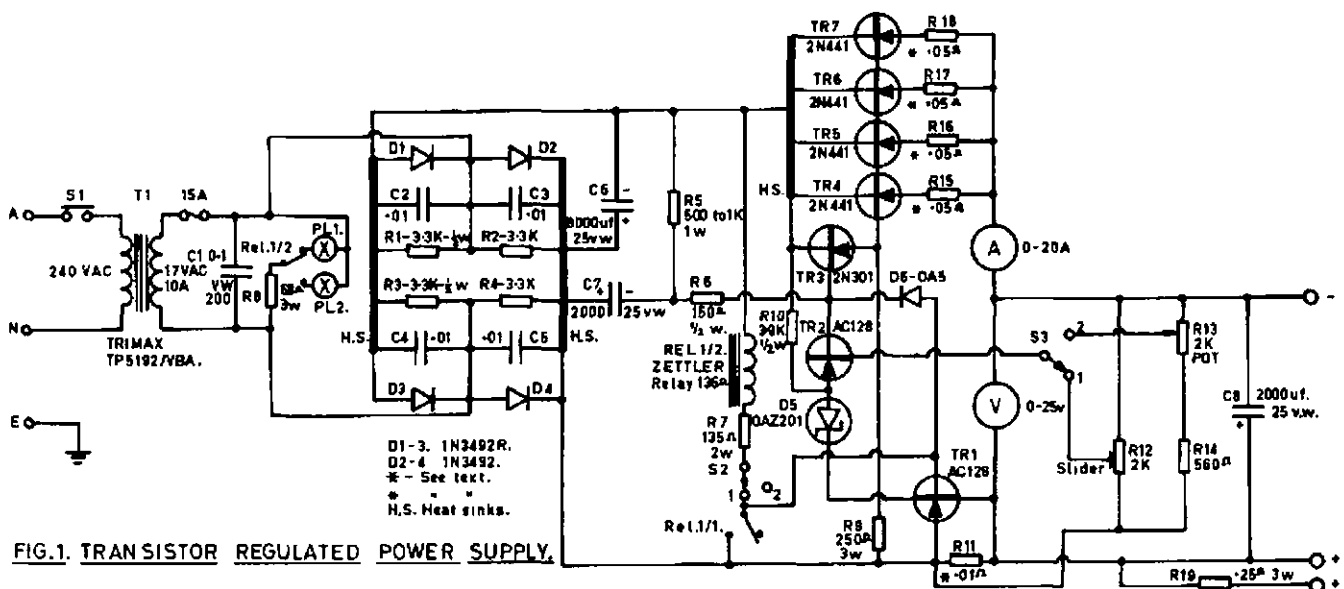 TR7
2N441
R 18
* ·05Ω
TR6
2N441
R17
* ·05Ω
TR5
2N441
R16
* ·05Ω
TR4
2N441
R15
* ·05Ω
H.S.
A
S1
T1
15A
240 VAC
17VAC
10A
C1 0-1
VW
200
Rel.1/2
PL1.
PL2.
R8
68Ω
3w
N
TRIMAX
TP5192/VBA.
E
D1
D2
C2
·01
C3
·01
R1-3·3K-½w
R2-3·3K
R3-3·3K-½w
R4-3·3K
H.S.
C4
·01
·01
C5
H.S.
D3
D4
C6
-
8000uf
25vw
C7
+
-
2000
25vw
R5
500 to 1K
1w
R6
150Ω
½ w.
TR3
2N301
D6-OA5
R10
30K
½w
TR2
AC128
REL.1/2.
ZETTLER
Relay 136Ω
D5
OAZ201
R7
135Ω
2w
S2
1
2
Rel.1/1.
TR1
AC128
R9
250Ω
3w
R11
* ·01Ω
A
0-20A
V
0-25v
S3
2
1
R13
2K
POT
Slider
R12
2K
R14
560Ω
C8
2000uf.
25 v.w.
+
-
+
+
R19
·25Ω 3w
D1-3. 1N3492R.
D2-4 1N3492.
* - See text.
* " "
H.S. Heat sinks.
FIG.1. TRANSISTOR REGULATED POWER SUPPLY.